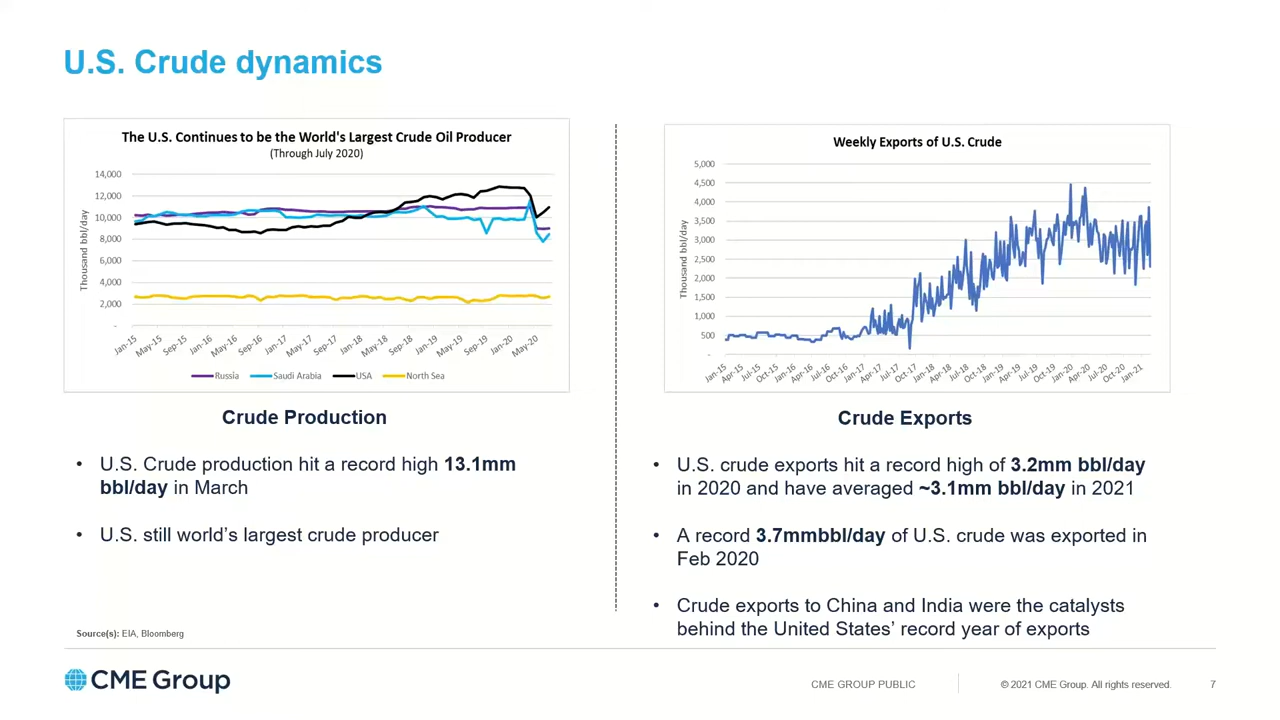 U.S. Crude dynamics
The U.S. Continues to be the World's Largest Crude Oil Producer
(Through July 2020)
Thousand bbl/day
14,000
12,000
10,000
8,000
6,000
4,000
2,000
-
Jan-15 May-15 Sep-15 Jan-16 May-16 Sep-16 Jan-17 May-17 Sep-17 Jan-18 May-18 Sep-18 Jan-19 May-19 Sep-19 Jan-20 May-20
Russia Saudi Arabia USA North Sea
Crude Production
• U.S. Crude production hit a record high 13.1mm
bbl/day in March
• U.S. still world’s largest crude producer
Source(s): EIA, Bloomberg
Weekly Exports of U.S. Crude
Thousand bbl/day
5,000
4,500
4,000
3,500
3,000
2,500
2,000
1,500
1,000
500
-
Jan-15 Apr-15 Jul-15 Oct-15 Jan-16 Apr-16 Jul-16 Oct-16 Jan-17 Apr-17 Jul-17 Oct-17 Jan-18 Apr-18 Jul-18 Oct-18 Jan-19 Apr-19 Jul-19 Oct-19 Jan-20 Apr-20 Jul-20 Oct-20 Jan-21
Crude Exports
• U.S. crude exports hit a record high of 3.2mm bbl/day
in 2020 and have averaged ~3.1mm bbl/day in 2021
• A record 3.7mmbbl/day of U.S. crude was exported in
Feb 2020
• Crude exports to China and India were the catalysts
behind the United States’ record year of exports
CME Group
CME GROUP PUBLIC
© 2021 CME Group. All rights reserved.
7